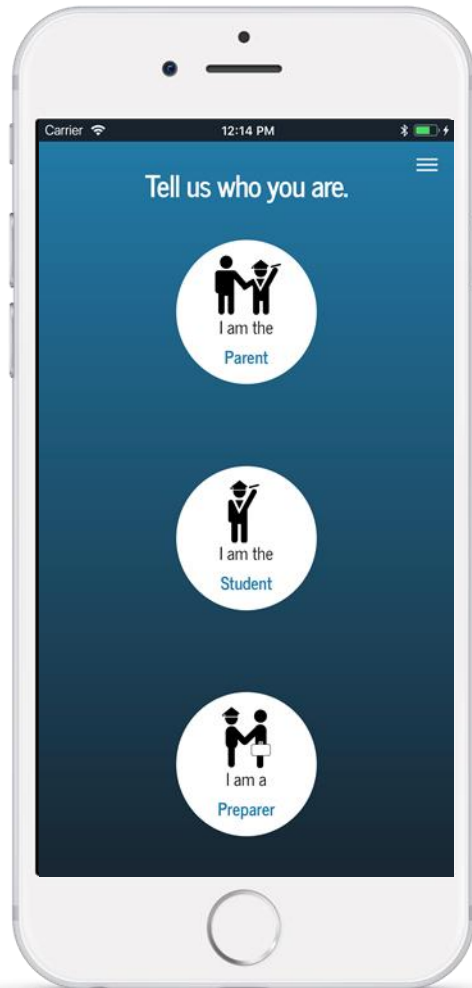 Carrier 12:14 PM
Tell us who you are.
I am the
Parent
I am the
Student
I am a
Preparer